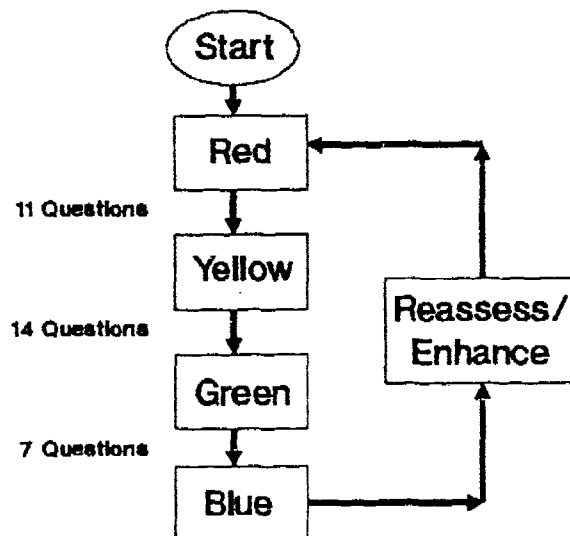 Start
Red
11 Questions
Yellow
14 Questions
Reassess/
Enhance
Green
7 Questions
Blue